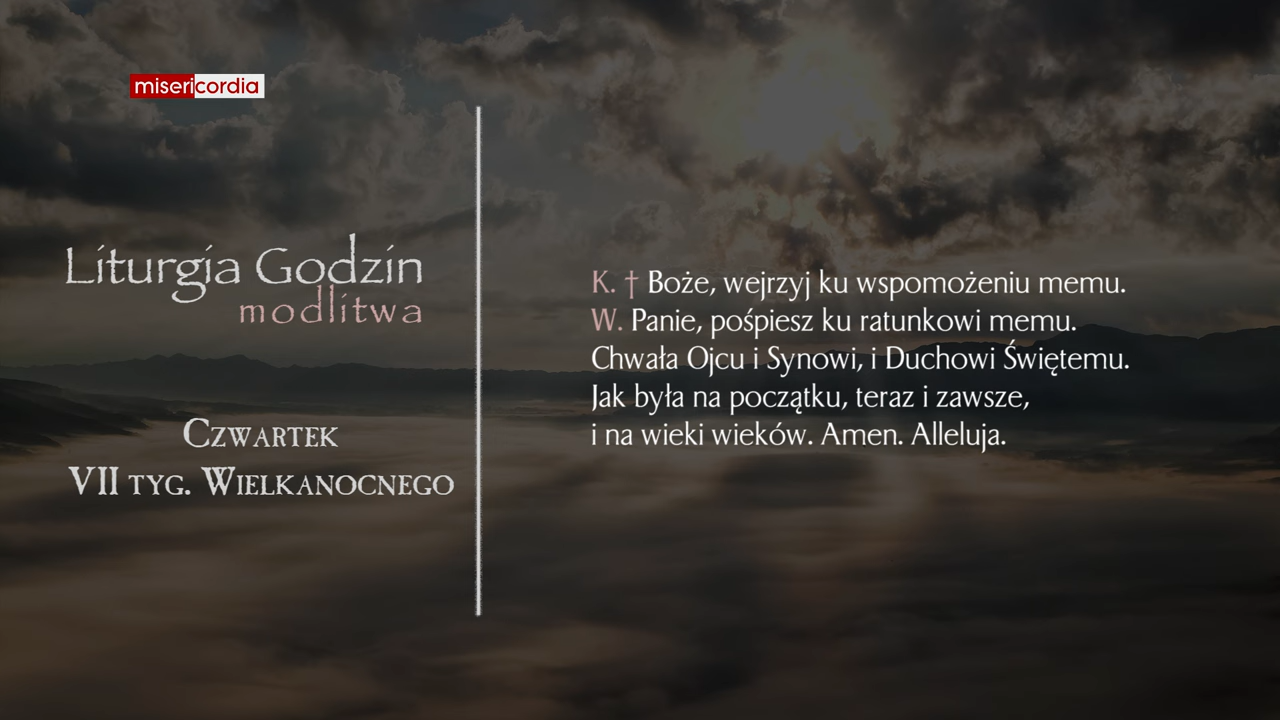 misericordia
Liturgia Godzin
modlitwa
Czwartek
VII tyg. Wielkanocnego
K. † Boże, wejrzyj ku wspomożeniu memu.
W. Panie, pośpiesz ku ratunkowi memu.
Chwała Ojcu i Synowi, i Duchowi Świętemu.
Jak była na początku, teraz i zawsze,
i na wieki wieków. Amen. Alleluja.